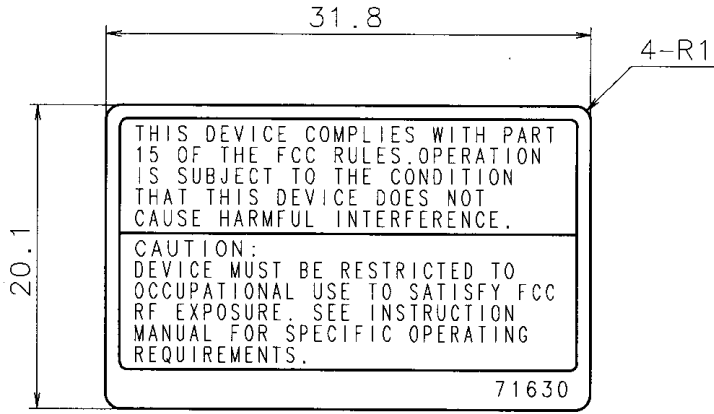 31.8
4-R1
20.1
THIS DEVICE COMPLIES WITH PART
15 OF THE FCC RULES.OPERATION
IS SUBJECT TO THE CONDITION
THAT THIS DEVICE DOES NOT
CAUSE HARMFUL INTERFERENCE.
CAUTION:
DEVICE MUST BE RESTRICTED TO
OCCUPATIONAL USE TO SATISFY FCC
RF EXPOSURE. SEE INSTRUCTION
MANUAL FOR SPECIFIC OPERATING
REQUIREMENTS.
71630